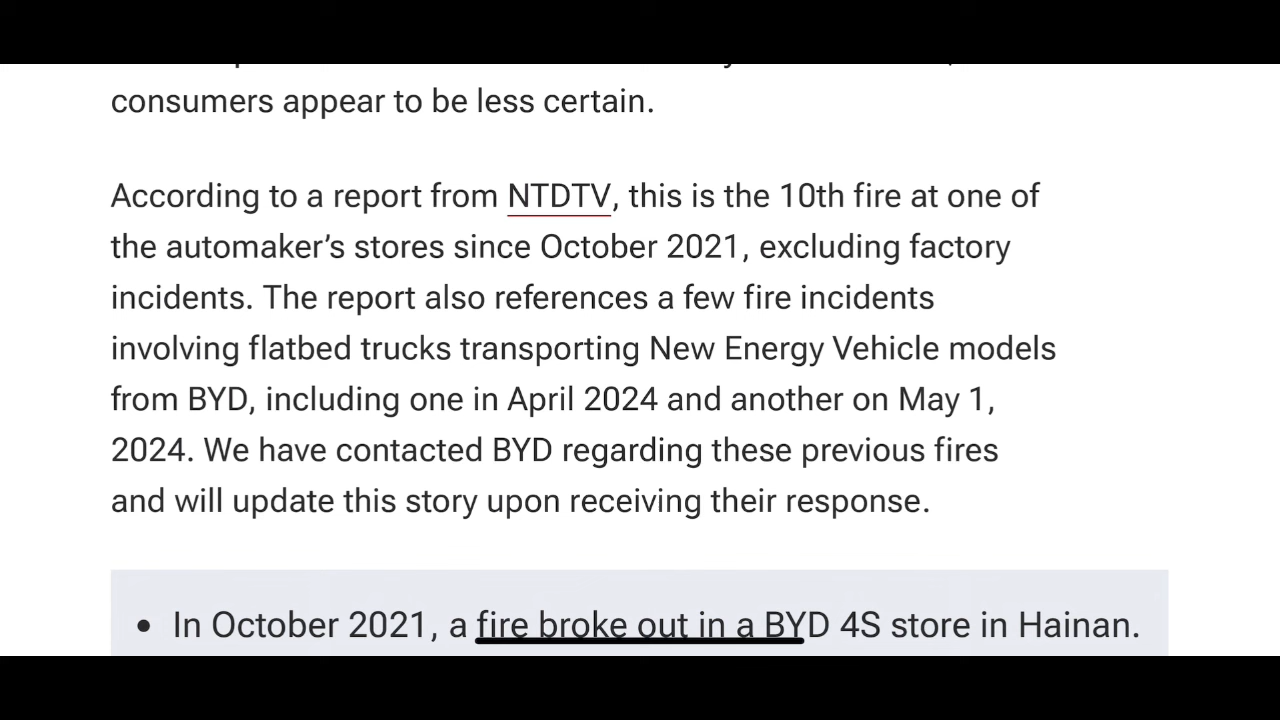 consumers appear to be less certain.
According to a report from NTDTV, this is the 10th fire at one of
the automaker’s stores since October 2021, excluding factory
incidents. The report also references a few fire incidents
involving flatbed trucks transporting New Energy Vehicle models
from BYD, including one in April 2024 and another on May 1,
2024. We have contacted BYD regarding these previous fires
and will update this story upon receiving their response.
• In October 2021, a fire broke out in a BYD 4S store in Hainan.